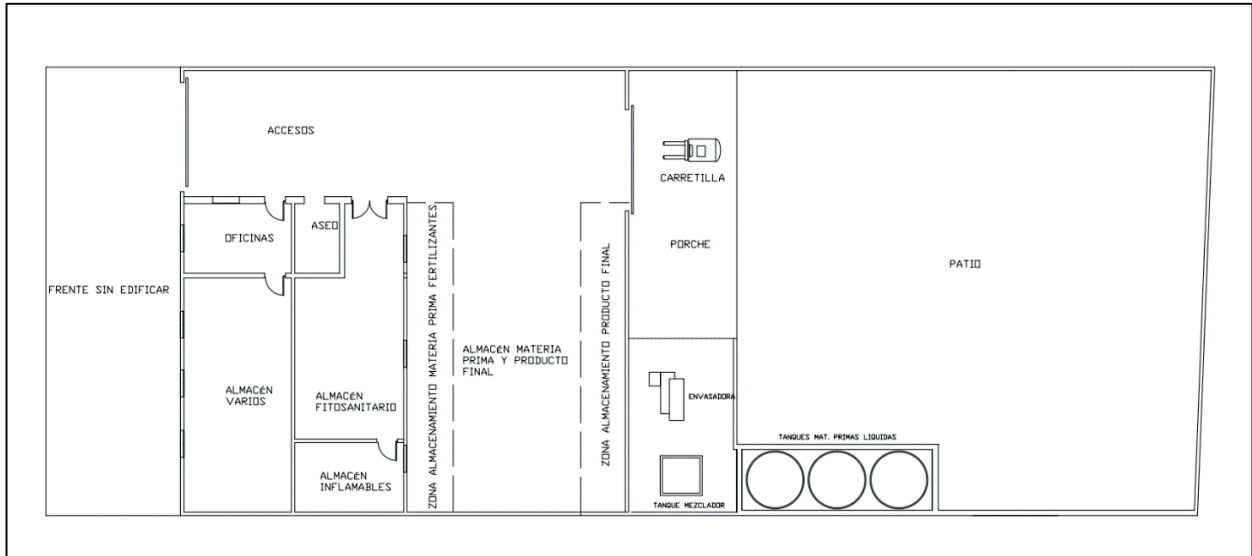 ACCESOS
CARRETILLA
ASEO
OFICINAS
PORCHE
PATIO
FRENTE SIN EDIFICAR
ZONA ALMACENAMIENTO MATERIA PRIMA FERTILIZANTES
ALMACéN MATERIA
PRIMA Y PRODUCTO
FINAL
ZONA ALMACENAMIENTO PRODUCTO FINAL
ALMACéN
VARIOS
ALMACéN
FITOSANITARIO
ENVASADORA
TANQUES MAT. PRIMAS LIQUIDAS
ALMACéN
INFLAMABLES
TANQUE MEZCLADOR